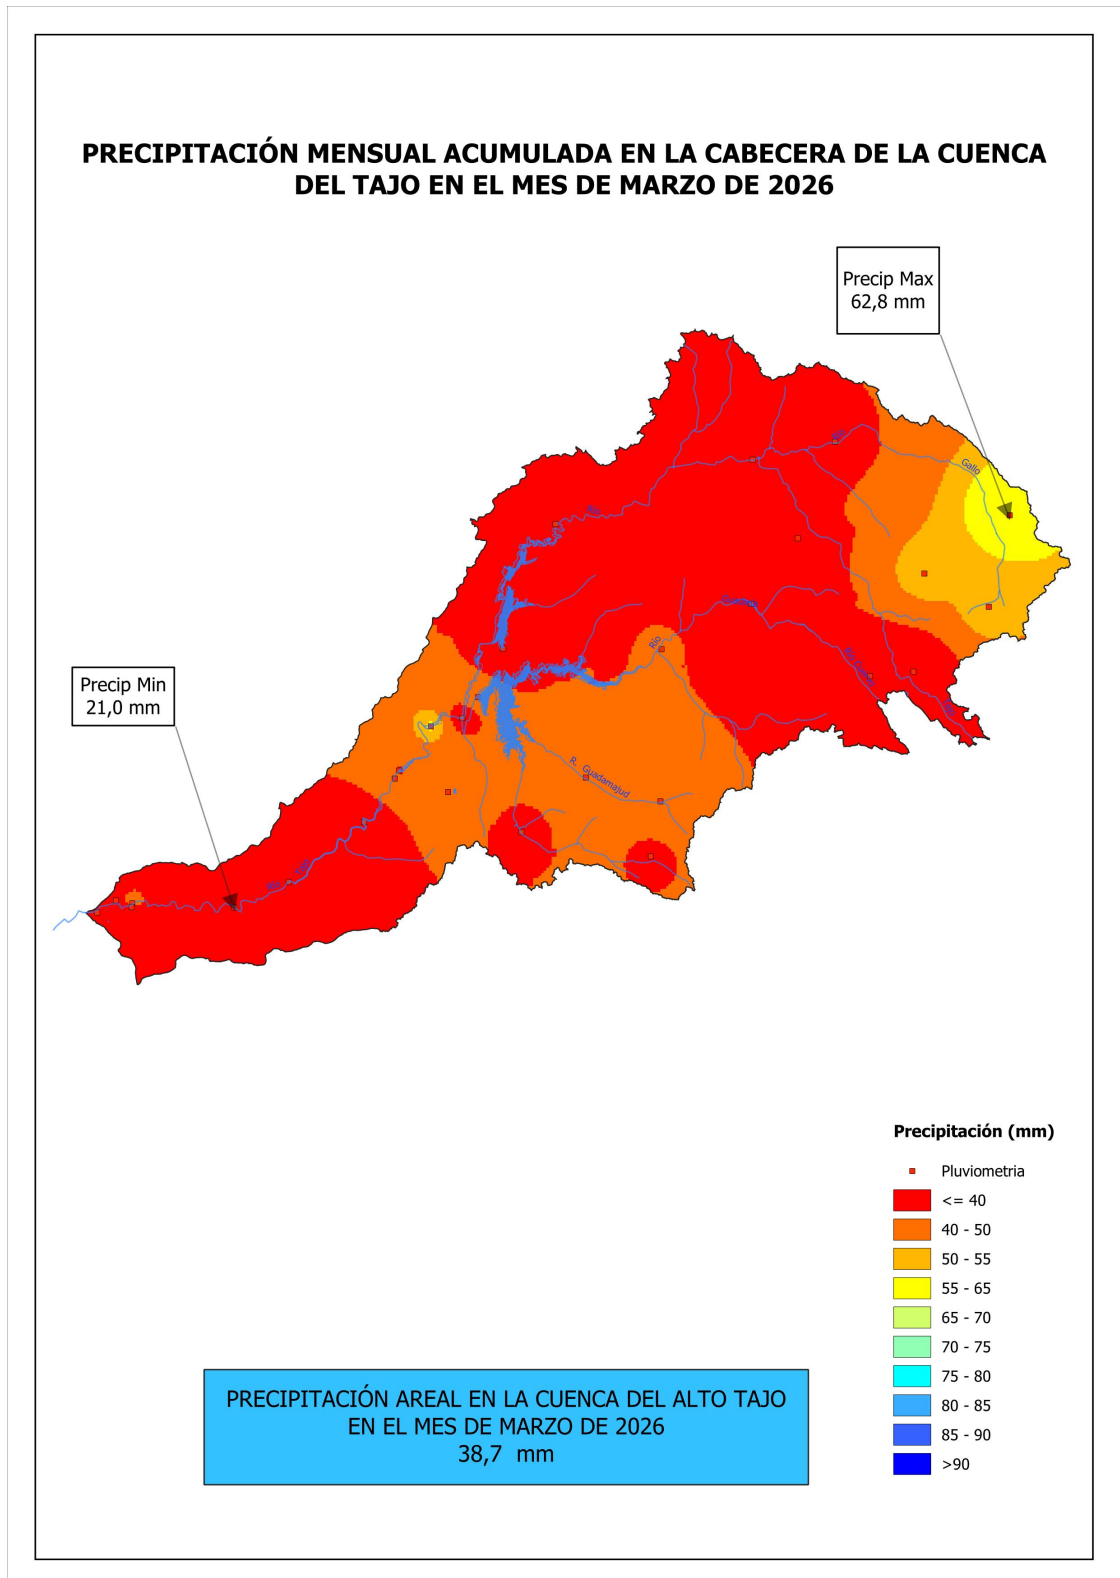 PRECIPITACIÓN MENSUAL ACUMULADA EN LA CABECERA DE LA CUENCA
DEL TAJO EN EL MES DE MARZO DE 2026
Precip Max
62,8 mm
Gallo
Río
Precip Min
21,0 mm
R. Guadamajud
Precipitación (mm)
Pluviometria
<= 40
40 - 50
50 - 55
55 - 65
65 - 70
70 - 75
75 - 80
80 - 85
85 - 90
>90
PRECIPITACIÓN AREAL EN LA CUENCA DEL ALTO TAJO
EN EL MES DE MARZO DE 2026
38,7 mm